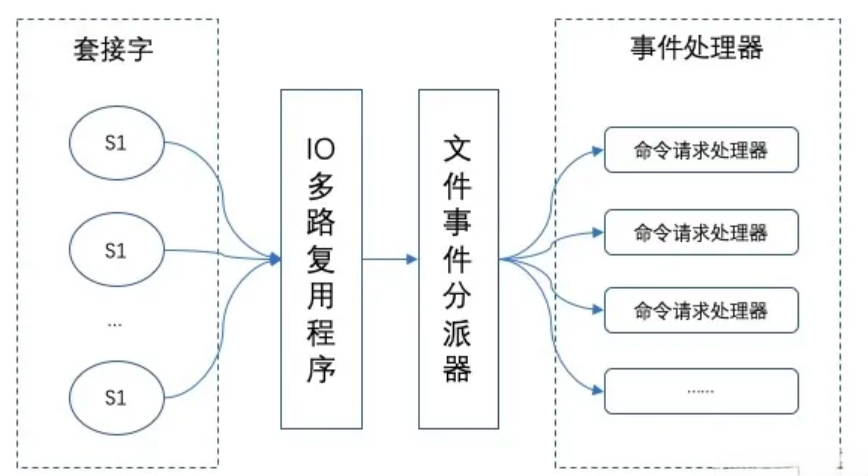 套接字
S1
S1
...
S1
IO多路复用程序
文件事件分派器
事件处理器
命令请求处理器
命令请求处理器
命令请求处理器
......